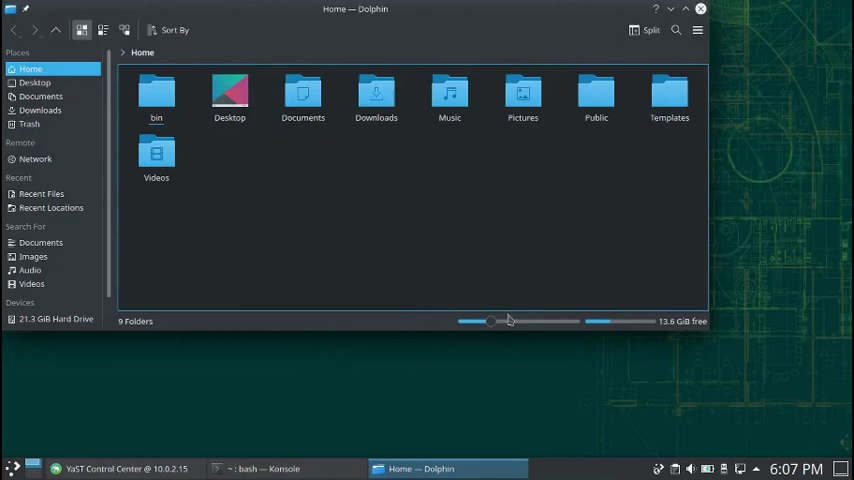 Home — Dolphin
Sort By
Split
Places
Home
Home
Desktop
Documents
Downloads
Trash
Remote
Network
Recent
Recent Files
Recent Locations
Search For
Documents
Images
Audio
Videos
Devices
21.3 GiB Hard Drive
bin
Desktop
Documents
Downloads
Music
Pictures
Public
Templates
Videos
9 Folders
13.6 GiB free
YaST Control Center @ 10.0.2.15
~ : bash — Konsole
Home — Dolphin
6:07 PM